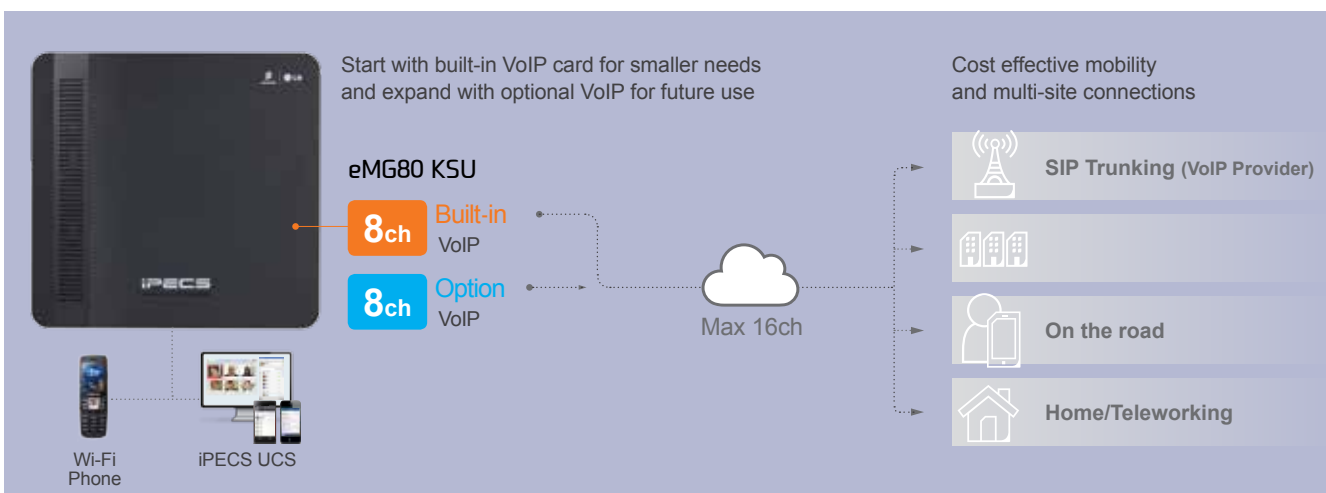 Start with built-in VoIP card for smaller needs
and expand with optional VoIP for future use
Cost effective mobility
and multi-site connections
eMG80 KSU
8ch
Built-in
VoIP
8ch
Option
VoIP
Max 16ch
SIP Trunking (VoIP Provider)
On the road
Home/Teleworking
iPECS
Wi-Fi
Phone
iPECS UCS